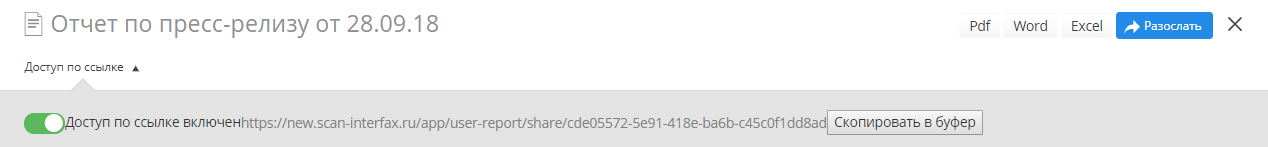 Отчет по пресс-релизу от 28.09.18 Pdf Word Excel Разослать
Доступ по ссылке ▲
Доступ по ссылке включен https://new.scan-interfax.ru/app/user-report/share/cde05572-5e91-418e-ba6b-c45c0f1dd8ad Скопировать в буфер